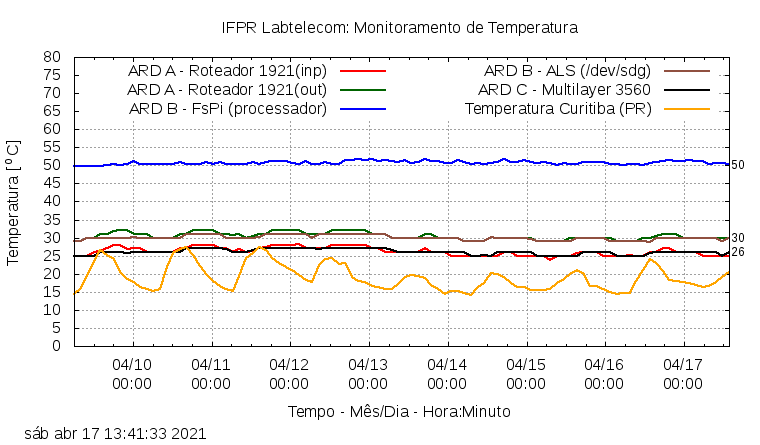 IFPR Labtelecom: Monitoramento de Temperatura
Temperatura [ ºC]
80
75
70
65
60
55
50
45
40
35
30
25
20
15
10
5
0
ARD A - Roteador 1921(inp)
ARD A - Roteador 1921(out)
ARD B - FsPi (processador)
ARD B - ALS (/dev/sdg)
ARD C - Multilayer 3560
Temperatura Curitiba (PR)
50
30
26
04/10 04/11 04/12 04/13 04/14 04/15 04/16 04/17
00:00 00:00 00:00 00:00 00:00 00:00 00:00 00:00
Tempo - Mês/Dia - Hora:Minuto
sáb abr 17 13:41:33 2021